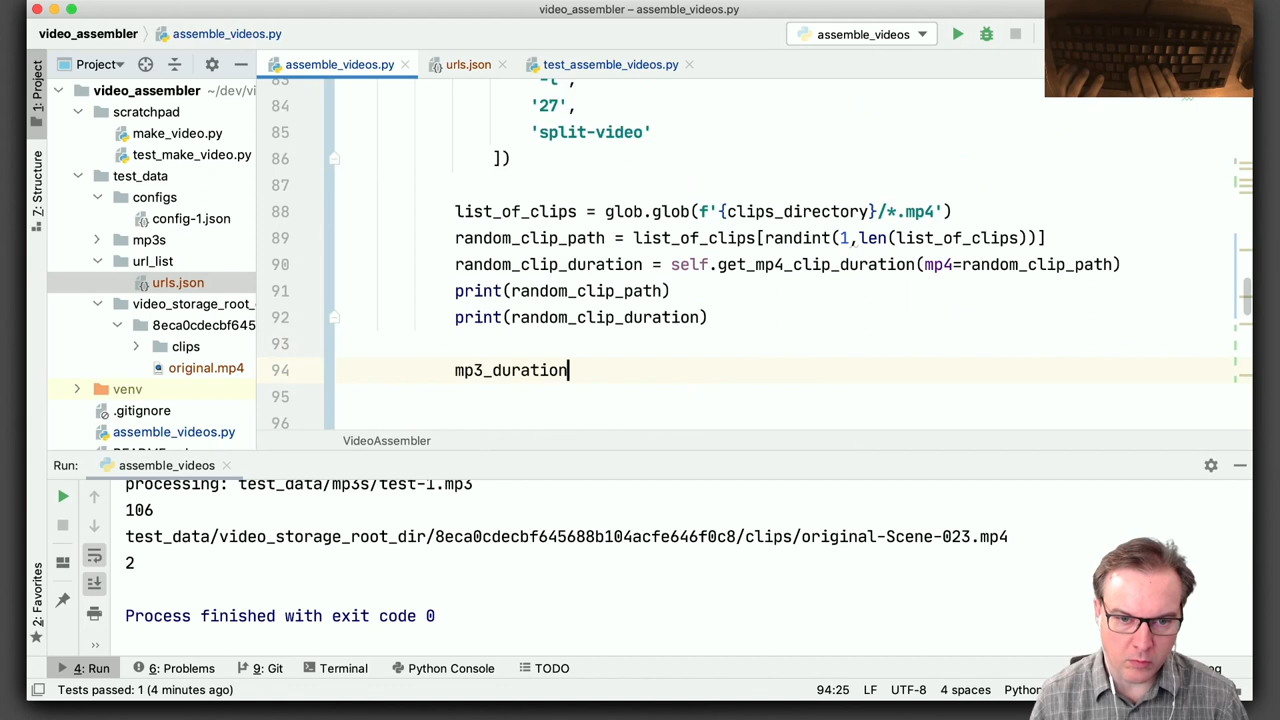 video_assembler – assemble_videos.py
video_assembler
assemble_videos.py
assemble_videos
1: Project
Project
assemble_videos.py
urls.json
test_assemble_videos.py
video_assembler ~/dev/vi
scratchpad
make_video.py
test_make_video.py
test_data
configs
config-1.json
mp3s
url_list
urls.json
video_storage_root_
8eca0cdecbf645
clips
original.mp4
venv
.gitignore
assemble_videos.py
Z: Structure
84 '27',
85 'split-video'
86 ])
87
88 list_of_clips = glob.glob(f'{clips_directory}/*.mp4')
89 random_clip_path = list_of_clips[randint(1,len(list_of_clips))]
90 random_clip_duration = self.get_mp4_clip_duration(mp4=random_clip_path)
91 print(random_clip_path)
92 print(random_clip_duration)
93
94 mp3_duration
95
96
VideoAssembler
Run: assemble_videos
processing: test_data/mp3s/test-1.mp3
106
test_data/video_storage_root_dir/8eca0cdecbf645688b104acfe646f0c8/clips/original-Scene-023.mp4
2
Process finished with exit code 0
2: Favorites
4: Run
6: Problems
9: Git
Terminal
Python Console
TODO
Tests passed: 1 (4 minutes ago)
94:25
LF
UTF-8
4 spaces
Python